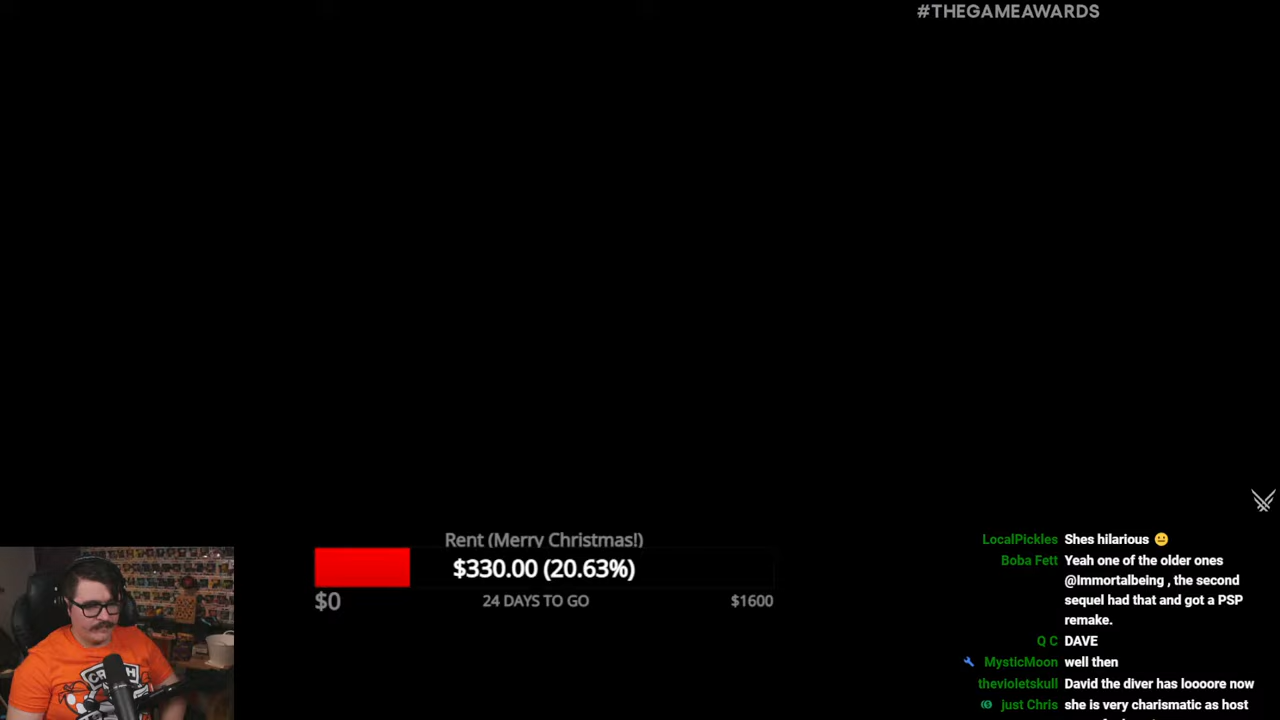 #THEGAMEAWARDS
Rent (Merry Christmas!)
$330.00 (20.63%)
$0
24 DAYS TO GO
$1600
LocalPickles Shes hilarious 😐
Boba Fett Yeah one of the older ones
@Immortalbeing , the second
sequel had that and got a PSP
remake.
Q C DAVE
MysticMoon well then
thevioletskull David the diver has loooore now
just Chris she is very charismatic as host